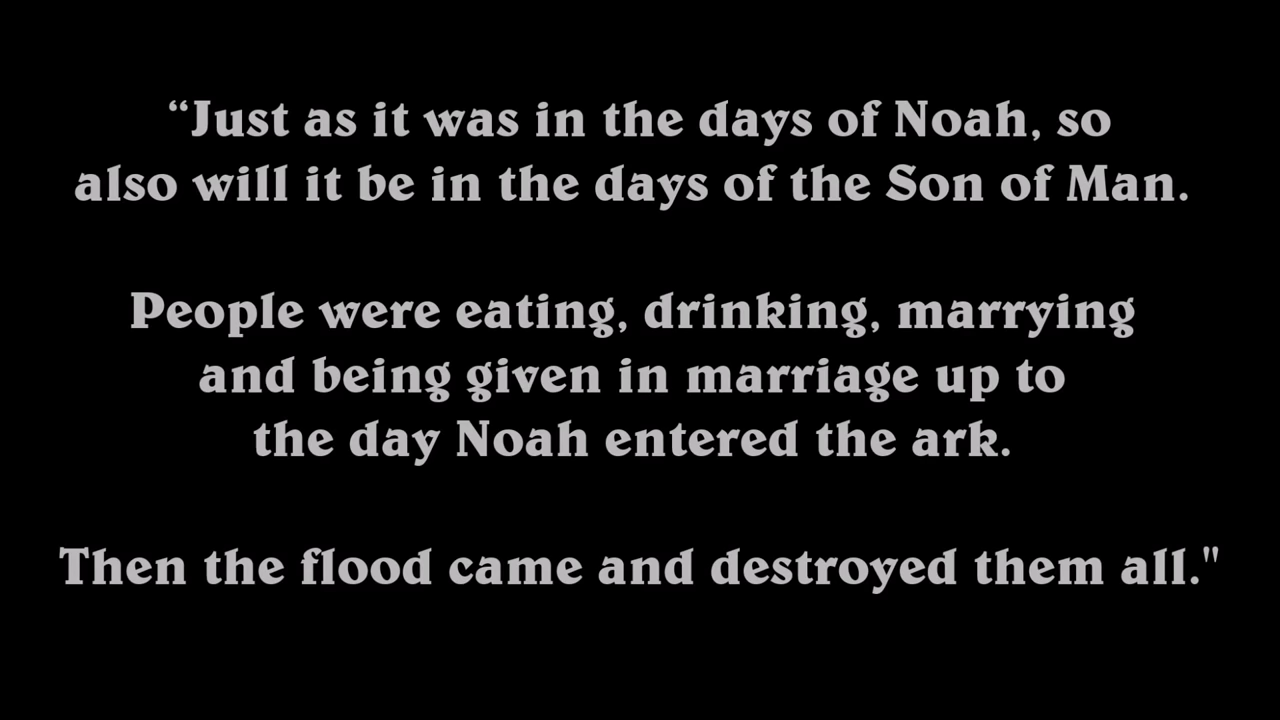 “Just as it was in the days of Noah, so
also will it be in the days of the Son of Man.
People were eating, drinking, marrying
and being given in marriage up to
the day Noah entered the ark.
Then the flood came and destroyed them all."